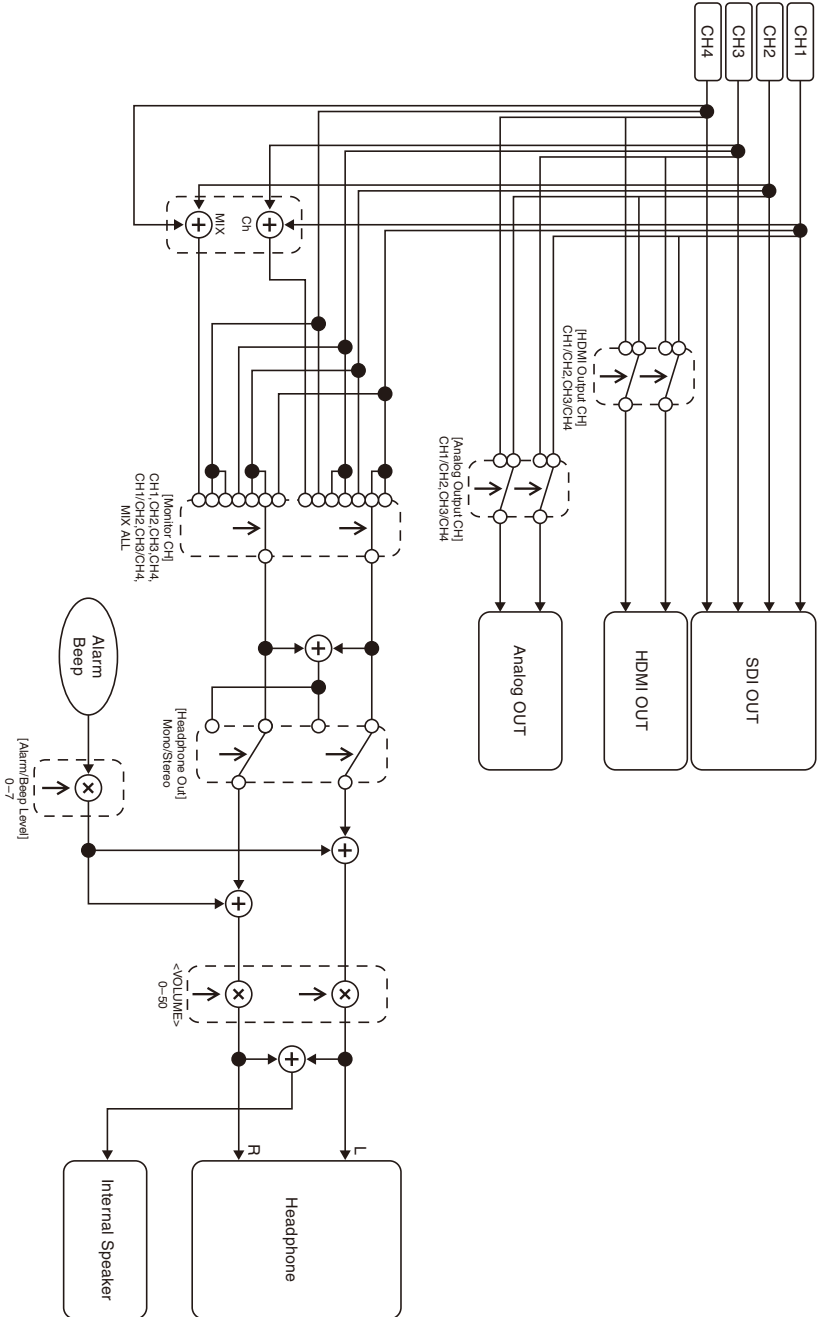 CH1
CH2
CH3
CH4
Ch
MIX
[HDMI Output CH]
CH1/CH2,CH3/CH4
[Analog Output CH]
CH1/CH2,CH3/CH4
[Monitor CH]
CH1,CH2,CH3,CH4,
CH1/CH2,CH3/CH4,
MIX ALL
SDI OUT
HDMI OUT
Analog OUT
Alarm
Beep
[Headphone Out]
Mono/Stereo
[Alarm/Beep Level]
0–7
<VOLUME>
0–50
L
R
Headphone
Internal Speaker